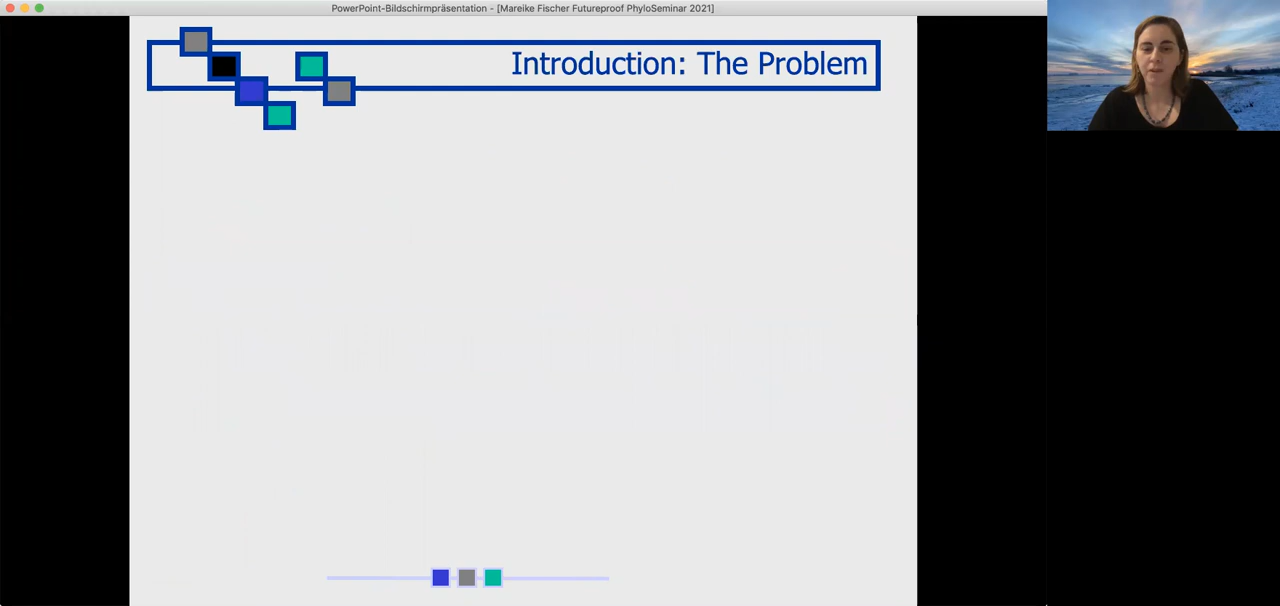 PowerPoint-Bildschirmpräsentation - [Mareike Fischer Futureproof PhyloSeminar 2021]
Introduction: The Problem